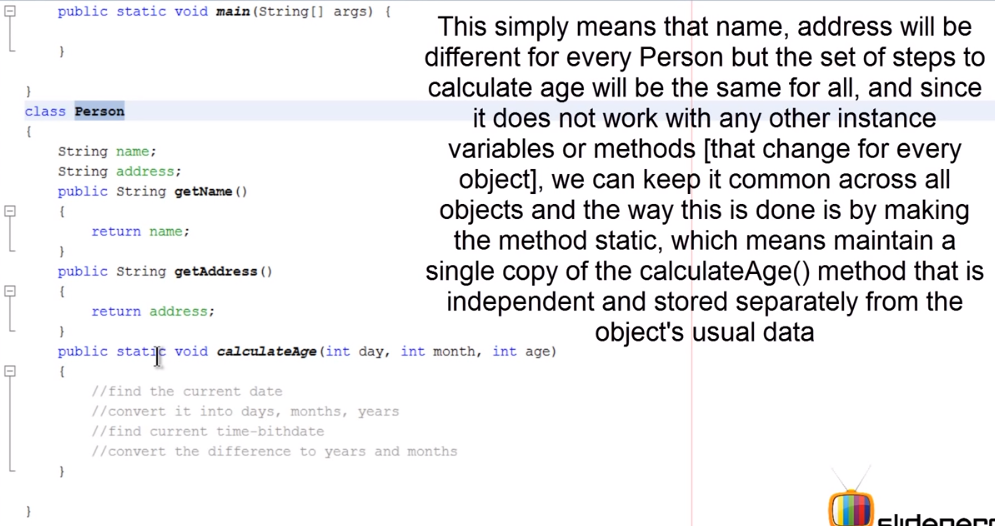 public static void main(String[] args) {
}
}
class Person
{
String name;
String address;
public String getName()
{
return name;
}
public String getAddress()
{
return address;
}
public static void calculateAge(int day, int month, int age)
{
//find the current date
//convert it into days, months, years
//find current time-bithdate
//convert the difference to years and months
}
}
This simply means that name, address will be
different for every Person but the set of steps to
calculate age will be the same for all, and since
it does not work with any other instance
variables or methods [that change for every
object], we can keep it common across all
objects and the way this is done is by making
the method static, which means maintain a
single copy of the calculateAge() method that is
independent and stored separately from the
object's usual data